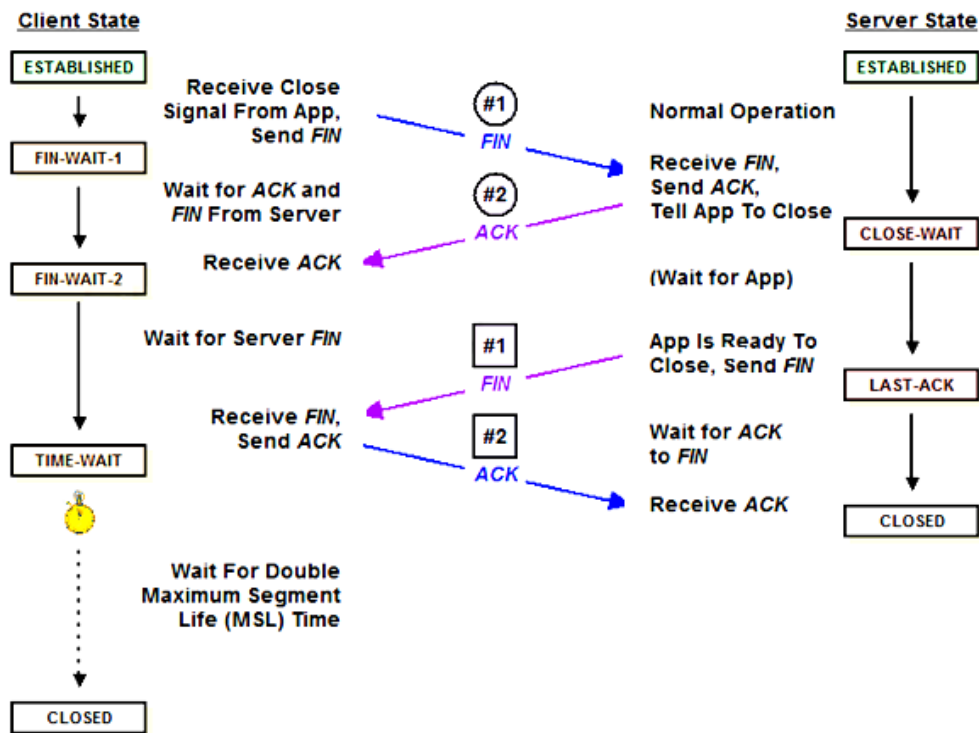 Client State
Server State
ESTABLISHED
ESTABLISHED
Receive Close
Signal From App,
Send FIN
#1
FIN
Normal Operation
FIN-WAIT-1
Receive FIN,
Send ACK,
Tell App To Close
Wait for ACK and
FIN From Server
#2
ACK
CLOSE-WAIT
Receive ACK
FIN-WAIT-2
(Wait for App)
Wait for Server FIN
#1
FIN
App Is Ready To
Close, Send FIN
LAST-ACK
Receive FIN,
Send ACK
#2
ACK
Wait for ACK
to FIN
TIME-WAIT
Receive ACK
CLOSED
Wait For Double
Maximum Segment
Life (MSL) Time
CLOSED